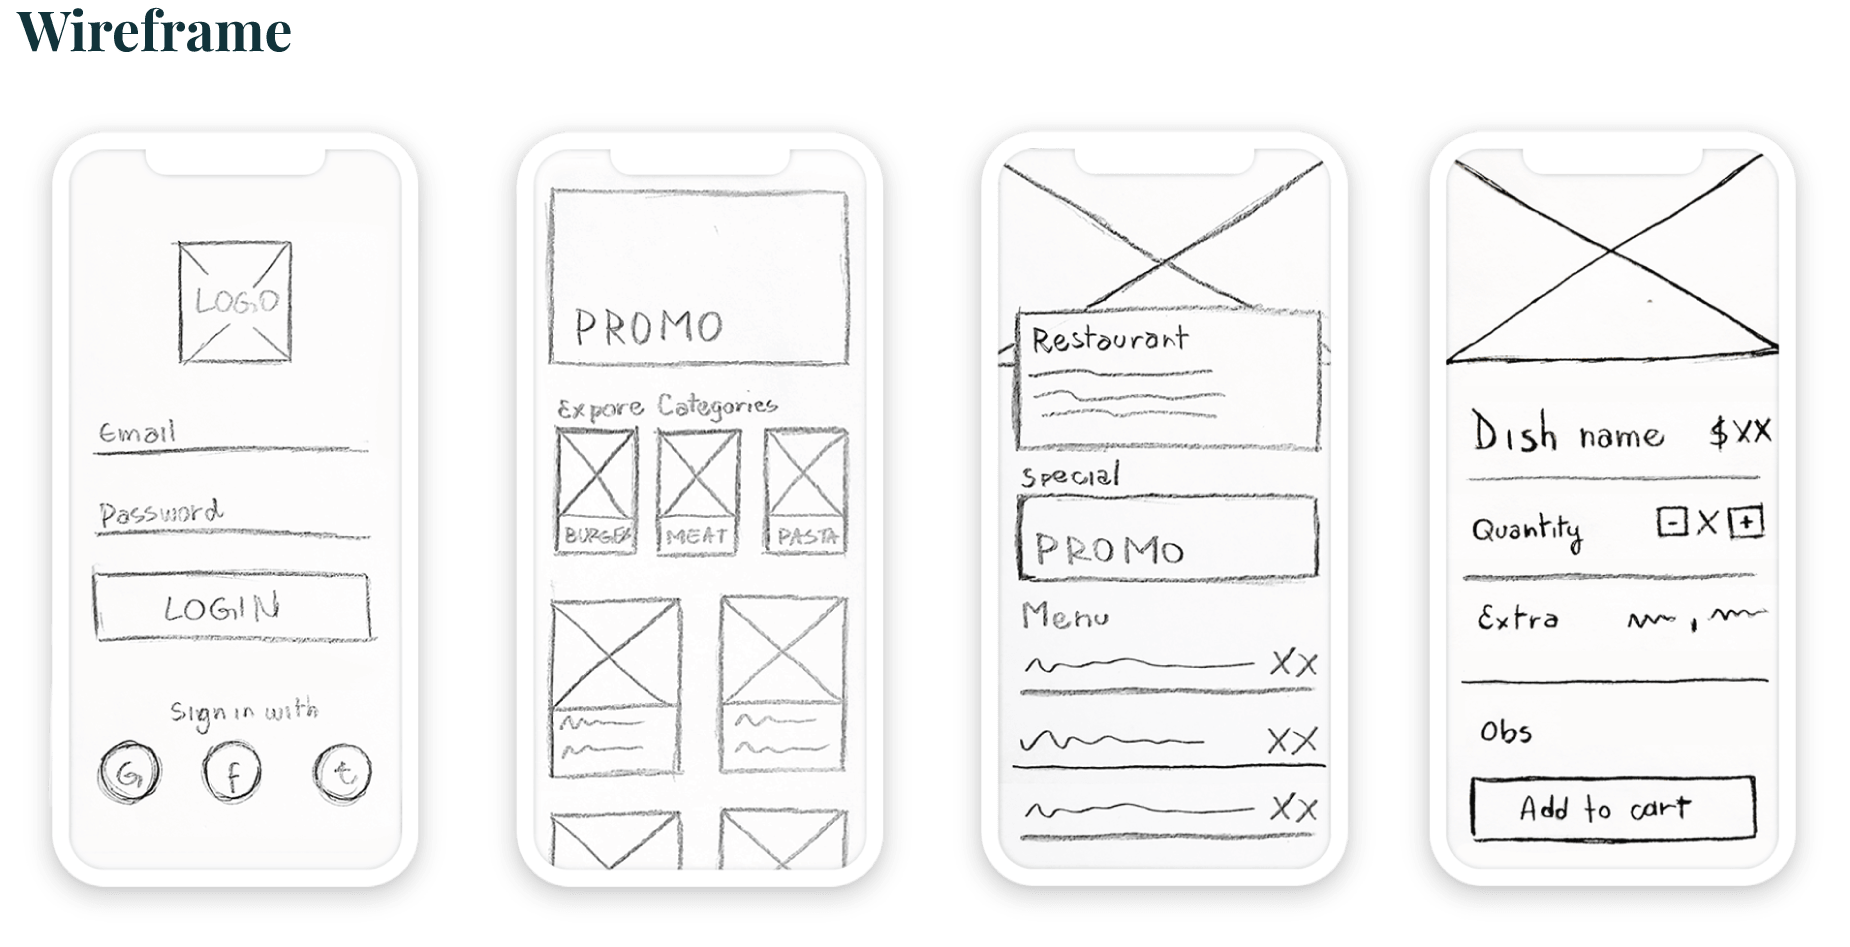 Wireframe
LOGO
Email
Password
LOGIN
Sign in with
G f t
PROMO
Expore Categories
BURGER MEAT PASTA
Restaurant
Special
PROMO
Menu
XX
XX
XX
Dish name $XX
Quantity - X +
Extra
Obs
Add to cart